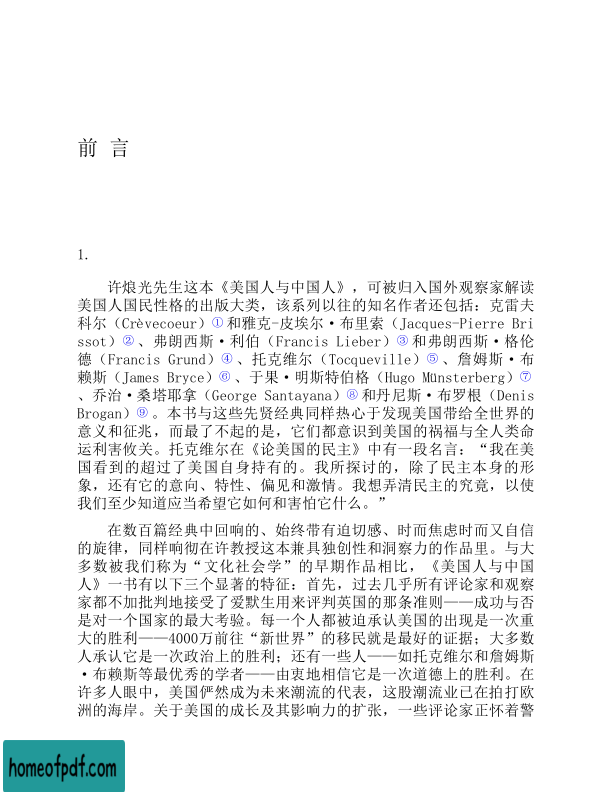 前 言
1.
许烺光先生这本《美国人与中国人》，可被归入国外观察家解读
美国人国民性格的出版大类，该系列以往的知名作者还包括：克雷夫
科尔（Crèvecoeur）①和雅克-皮埃尔·布里索（Jacques-Pierre Bri
ssot）②、弗朗西斯·利伯（Francis Lieber）③和弗朗西斯·格伦
德（Francis Grund）④、托克维尔（Tocqueville）⑤、詹姆斯·布
赖斯（James Bryce）⑥、于果·明斯特伯格（Hugo Münsterberg）⑦
、乔治·桑塔耶拿（George Santayana）⑧和丹尼斯·布罗根（Denis
Brogan）⑨。本书与这些先贤经典同样热心于发现美国带给全世界的
意义和征兆，而最了不起的是，它们都意识到美国的祸福与全人类命
运利害攸关。托克维尔在《论美国的民主》中有一段名言：“我在美
国看到的超过了美国自身持有的。我所探讨的，除了民主本身的形
象，还有它的意向、特性、偏见和激情。我想弄清民主的究竟，以使
我们至少知道应当希望它如何和害怕它什么。”
在数百篇经典中回响的、始终带有迫切感、时而焦虑时而又自信
的旋律，同样响彻在许教授这本兼具独创性和洞察力的作品里。与大
多数被我们称为“文化社会学”的早期作品相比，《美国人与中国
人》一书有以下三个显著的特征：首先，过去几乎所有评论家和观察
家都不加批判地接受了爱默生用来评判英国的那条准则——成功与否
是对一个国家的最大考验。每一个人都被迫承认美国的出现是一次重
大的胜利——4000万前往“新世界”的移民就是最好的证据；大多数
人承认它是一次政治上的胜利；还有一些人——如托克维尔和詹姆斯
·布赖斯等最优秀的学者——由衷地相信它是一次道德上的胜利。在
许多人眼中，美国俨然成为未来潮流的代表，这股潮流业已在拍打欧
洲的海岸。关于美国的成长及其影响力的扩张，一些评论家正怀着警
homeofpdf.com